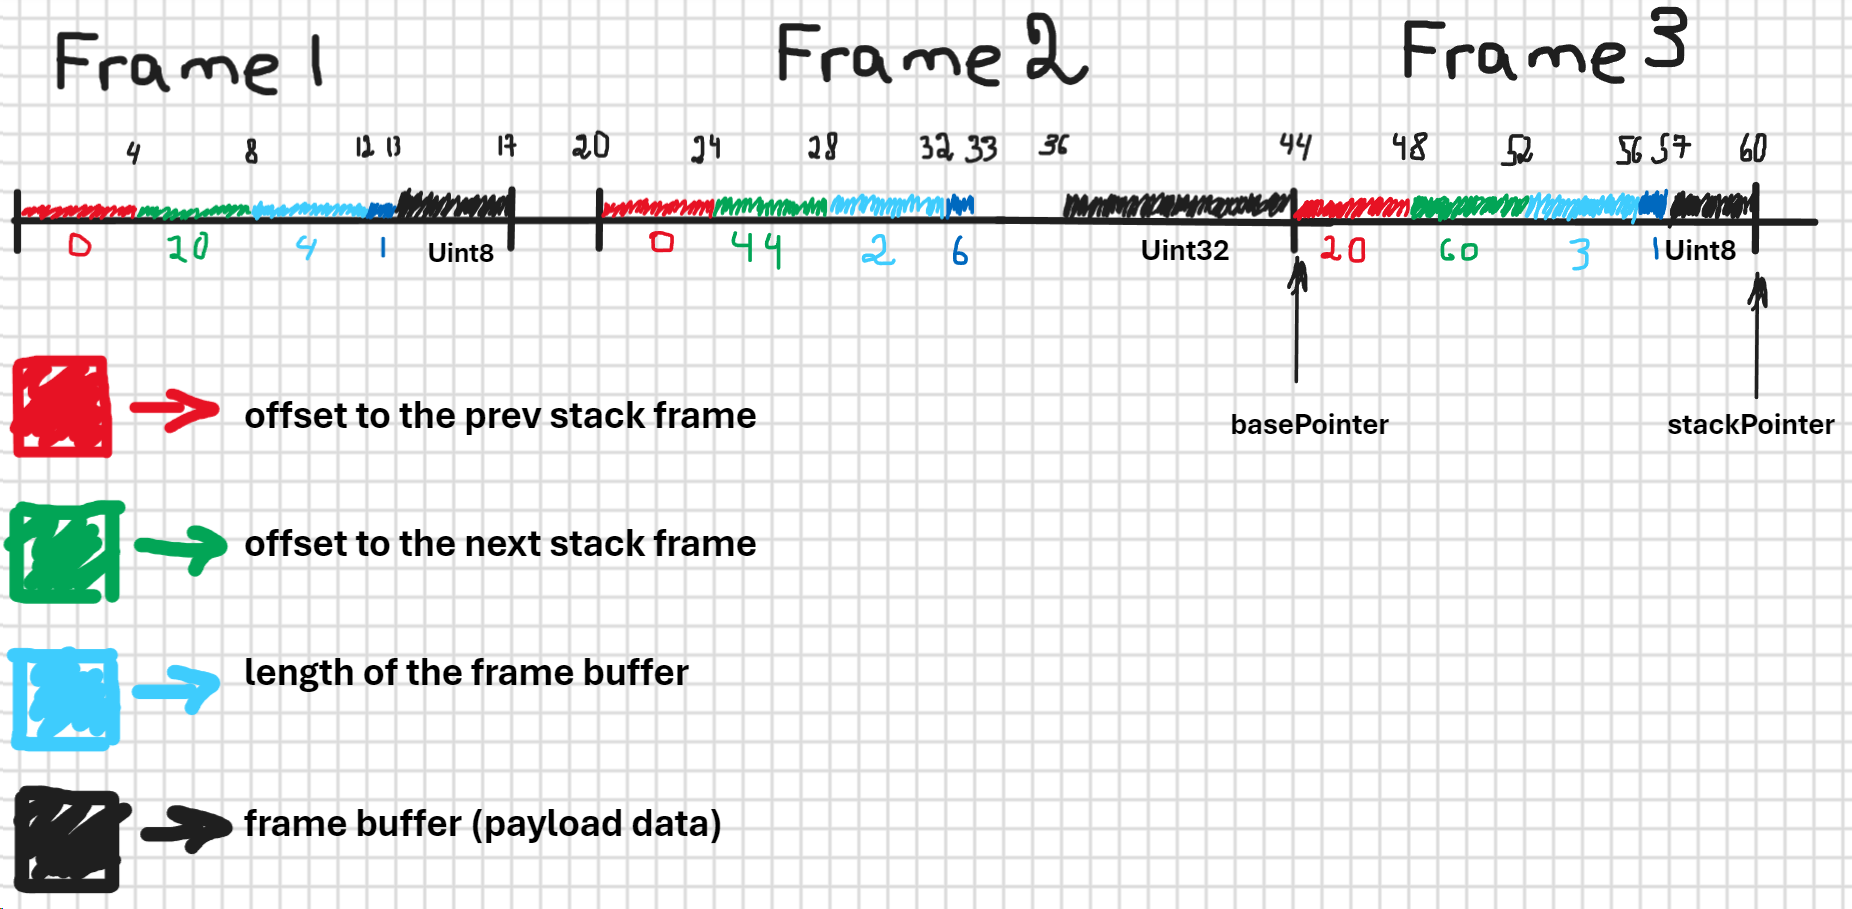 Frame 1 Frame 2 Frame 3
4 8 12 13 17 20 24 28 32 33 36 44 48 52 56 57 60
0 20 4 1 Uint8 0 44 2 6 Uint32 20 60 3 1 Uint8
offset to the prev stack frame
basePointer stackPointer
offset to the next stack frame
length of the frame buffer
frame buffer (payload data)